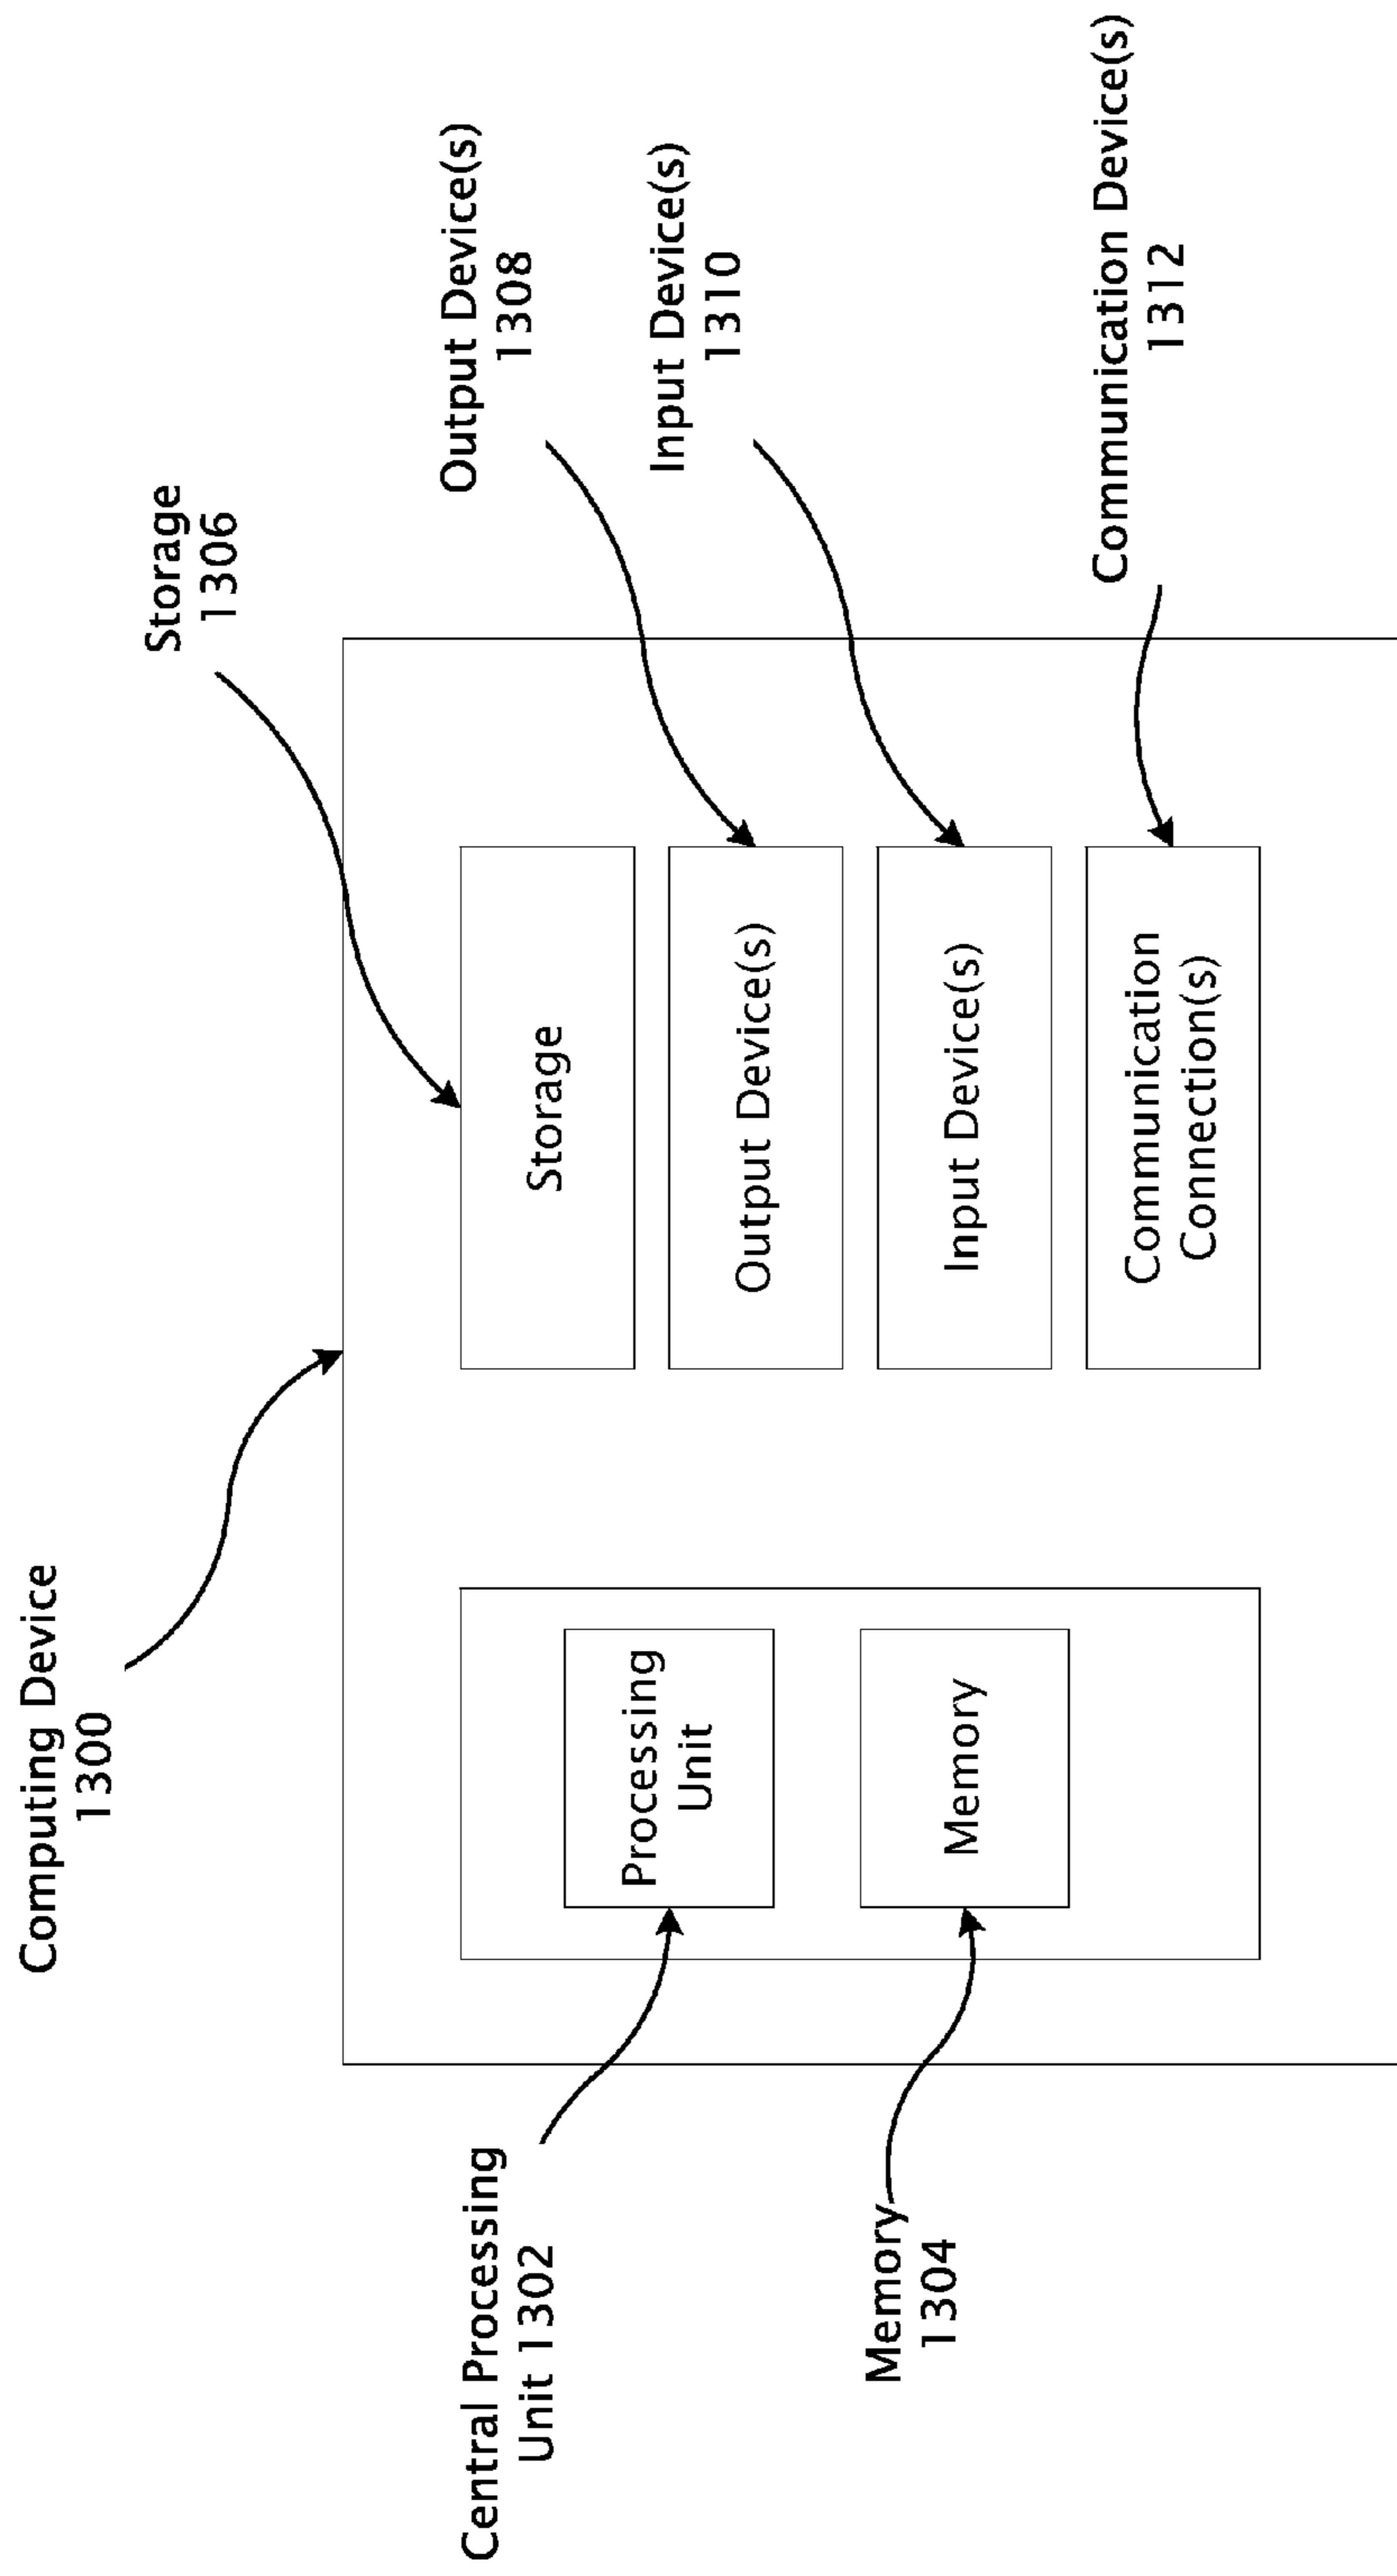 Computing Device
1300
Storage
1306
Output Device(s)
1308
Input Device(s)
1310
Communication Device(s)
1312
Central Processing
Unit 1302
Memory
1304
Processing
Unit
Memory
Storage
Output Device(s)
Input Device(s)
Communication
Connection(s)